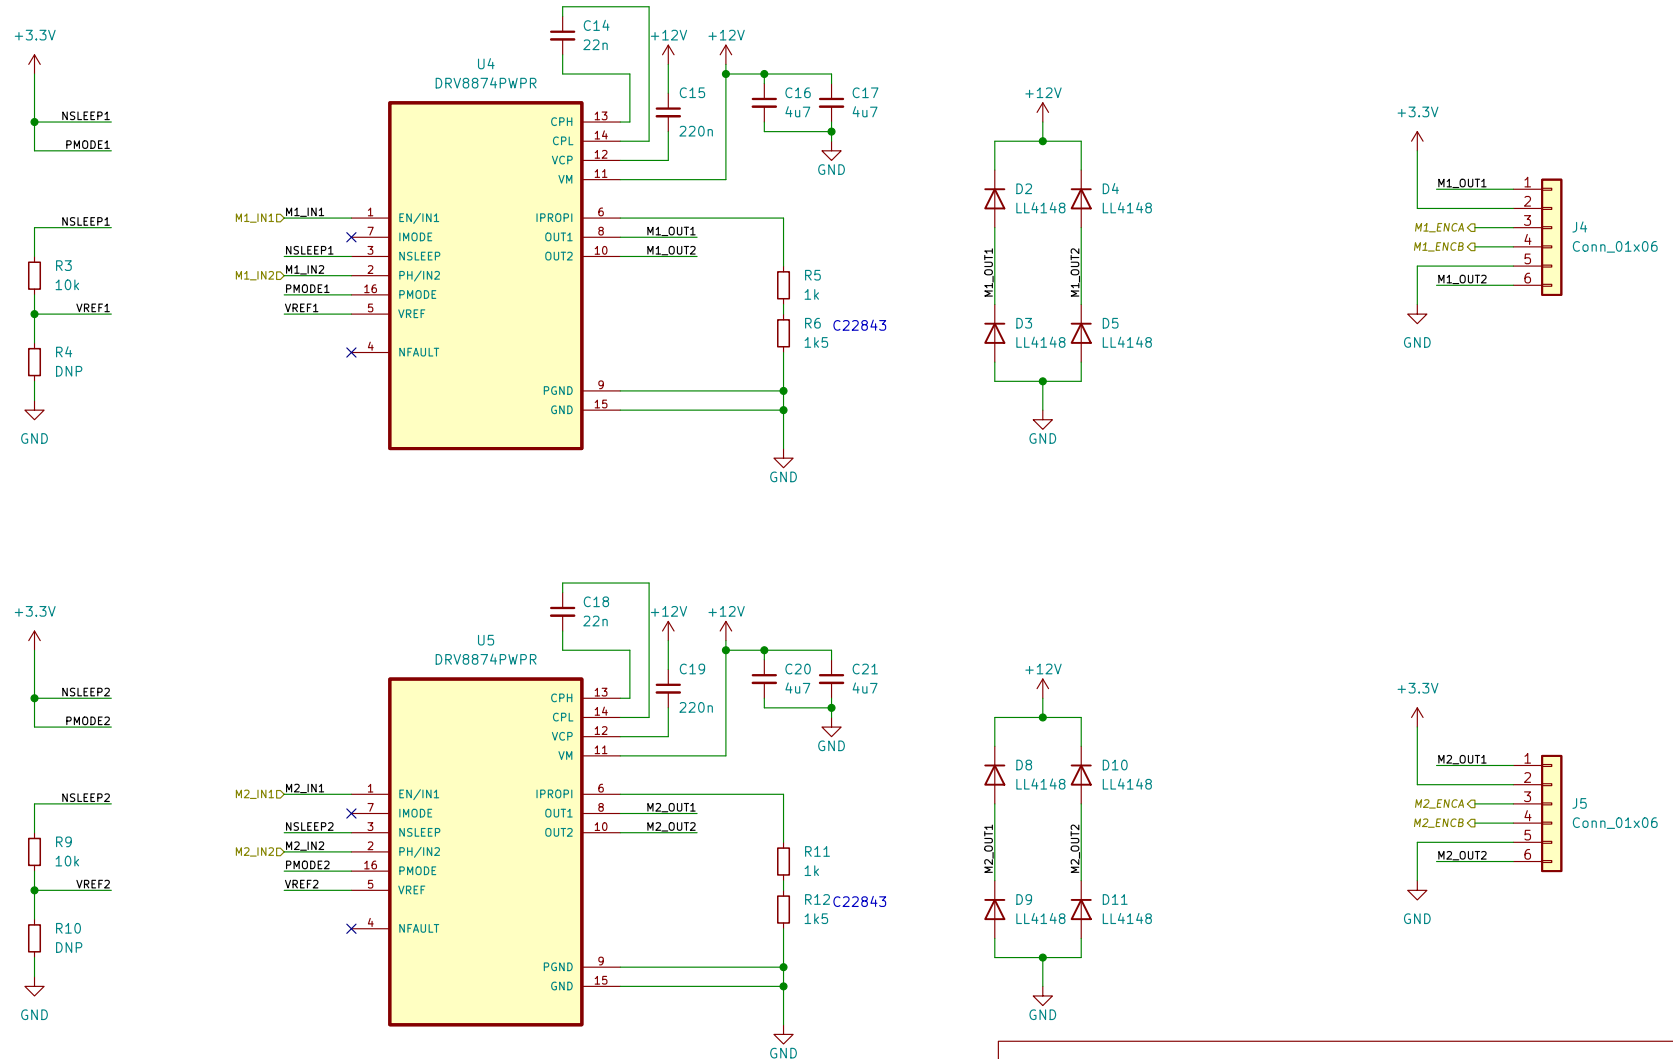 +3.3V
NSLEEP1
PMODE1
NSLEEP1
R3
10k
VREF1
R4
DNP
GND
U4
DRV8874PWPR
C14
22n
+12V
+12V
C15
220n
C16
4u7
C17
4u7
GND
CPH 13
CPL 14
VCP 12
VM 11
M1_IN1 M1_IN1 1 EN/IN1
7 IMODE
NSLEEP1 3 NSLEEP
M1_IN2 M1_IN2 2 PH/IN2
PMODE1 16 PMODE
VREF1 5 VREF
4 NFAULT
IPROPI 6
OUT1 8 M1_OUT1
OUT2 10 M1_OUT2
R5
1k
R6 C22843
1k5
PGND 9
GND 15
GND
+12V
D2
LL4148
D4
LL4148
M1_OUT1
M1_OUT2
D3
LL4148
D5
LL4148
GND
+3.3V
M1_OUT1 1
2
M1_ENCA 3
M1_ENCB 4
5
M1_OUT2 6
J4
Conn_01x06
GND
+3.3V
NSLEEP2
PMODE2
NSLEEP2
R9
10k
VREF2
R10
DNP
GND
U5
DRV8874PWPR
C18
22n
+12V
+12V
C19
220n
C20
4u7
C21
4u7
GND
CPH 13
CPL 14
VCP 12
VM 11
M2_IN1 M2_IN1 1 EN/IN1
7 IMODE
NSLEEP2 3 NSLEEP
M2_IN2 M2_IN2 2 PH/IN2
PMODE2 16 PMODE
VREF2 5 VREF
4 NFAULT
IPROPI 6
OUT1 8 M2_OUT1
OUT2 10 M2_OUT2
R11
1k
R12 C22843
1k5
PGND 9
GND 15
GND
+12V
D8
LL4148
D10
LL4148
M2_OUT1
M2_OUT2
D9
LL4148
D11
LL4148
GND
+3.3V
M2_OUT1 1
2
M2_ENCA 3
M2_ENCB 4
5
M2_OUT2 6
J5
Conn_01x06
GND